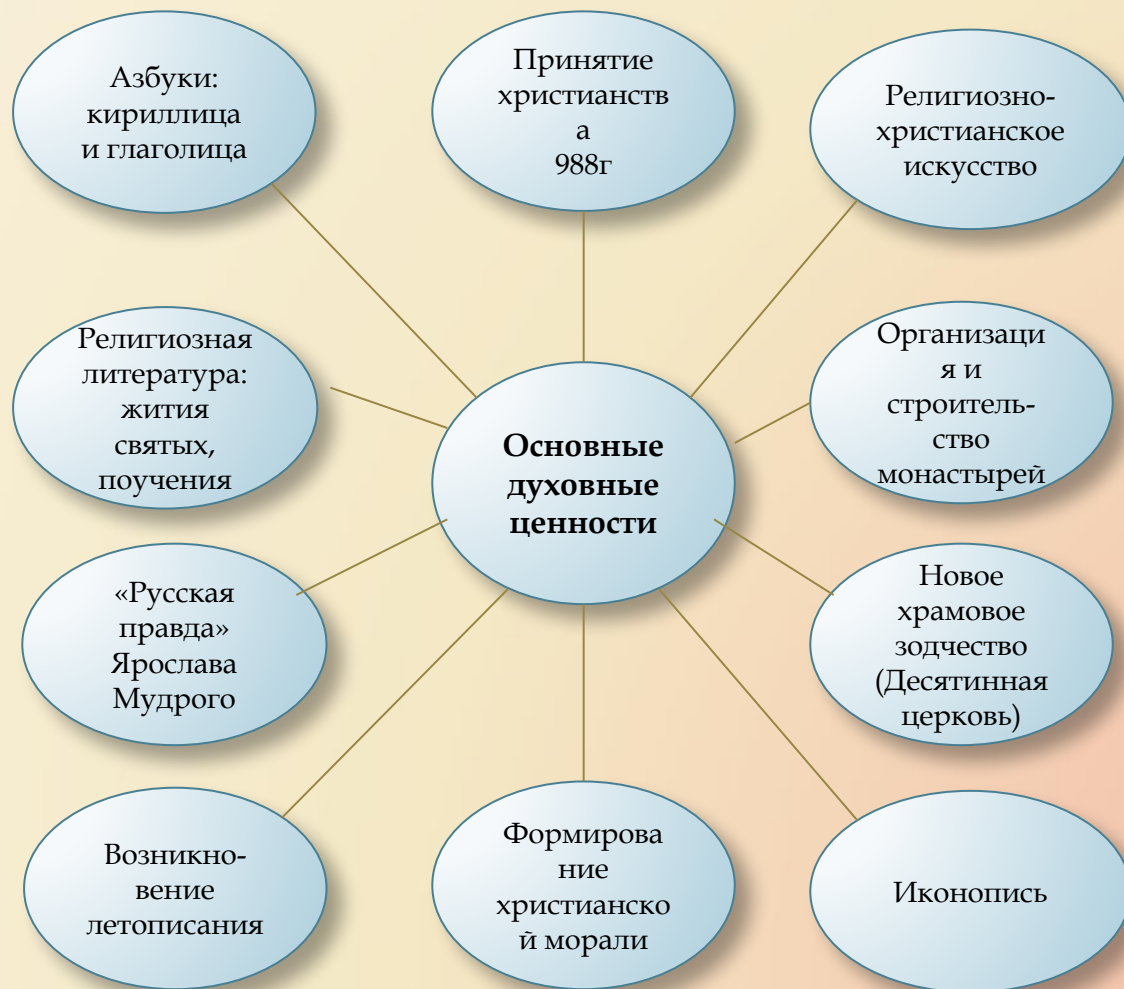 Азбуки:
кириллица
и глаголица
Принятие
христианств
а
988г
Религиозно-
христианское
искусство
Религиозная
литература:
жития
святых,
поучения
Основные
духовные
ценности
Организаци
я и
строитель-
ство
монастырей
«Русская
правда»
Ярослава
Мудрого
Новое
храмовое
зодчество
(Десятинная
церковь)
Возникно-
вение
летописания
Формирова
ние
христианско
й морали
Иконопись